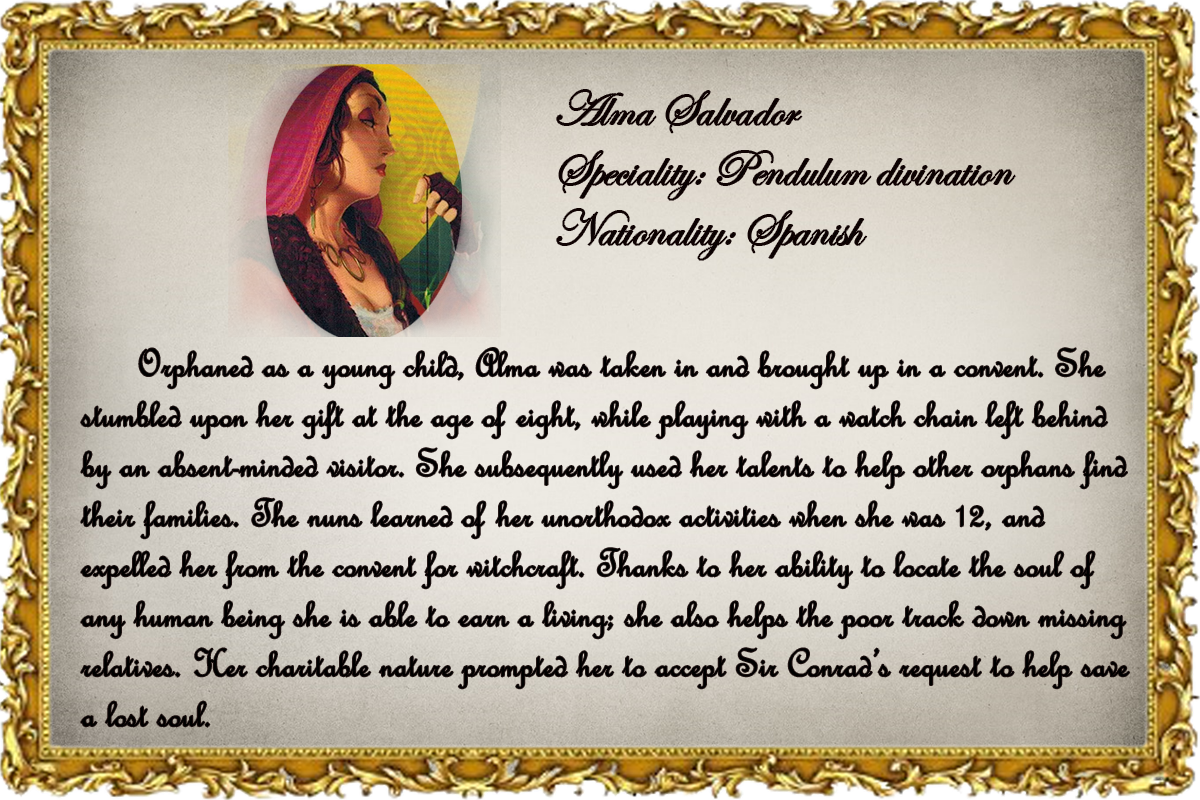 Alma Salvador
Speciality: Pendulum divination
Nationality: Spanish
Orphaned as a young child, Alma was taken in and brought up in a convent. She
stumbled upon her gift at the age of eight, while playing with a watch chain left behind
by an absent-minded visitor. She subsequently used her talents to help other orphans find
their families. The nuns learned of her unorthodox activities when she was 12, and
expelled her from the convent for witchcraft. Thanks to her ability to locate the soul of
any human being she is able to earn a living; she also helps the poor track down missing
relatives. Her charitable nature prompted her to accept Sir Conrad's request to help save
a lost soul.